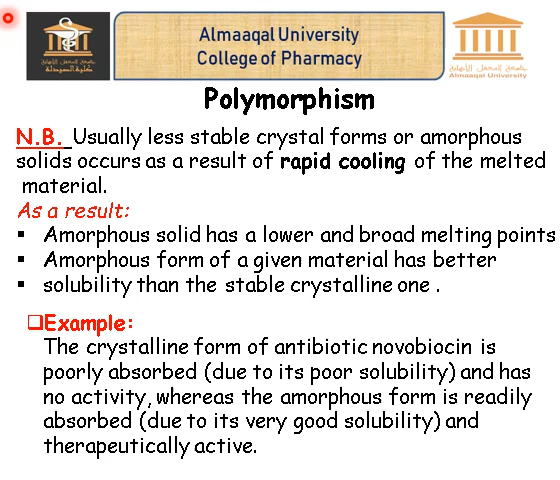 Almaaqal University
College of Pharmacy
كلية الصيدلة
Almaaqal University
Polymorphism
N.B. Usually less stable crystal forms or amorphous
solids occurs as a result of rapid cooling of the melted
material.
As a result:
▪ Amorphous solid has a lower and broad melting points
▪ Amorphous form of a given material has better
▪ solubility than the stable crystalline one .
❑Example:
The crystalline form of antibiotic novobiocin is
poorly absorbed (due to its poor solubility) and has
no activity, whereas the amorphous form is readily
absorbed (due to its very good solubility) and
therapeutically active.